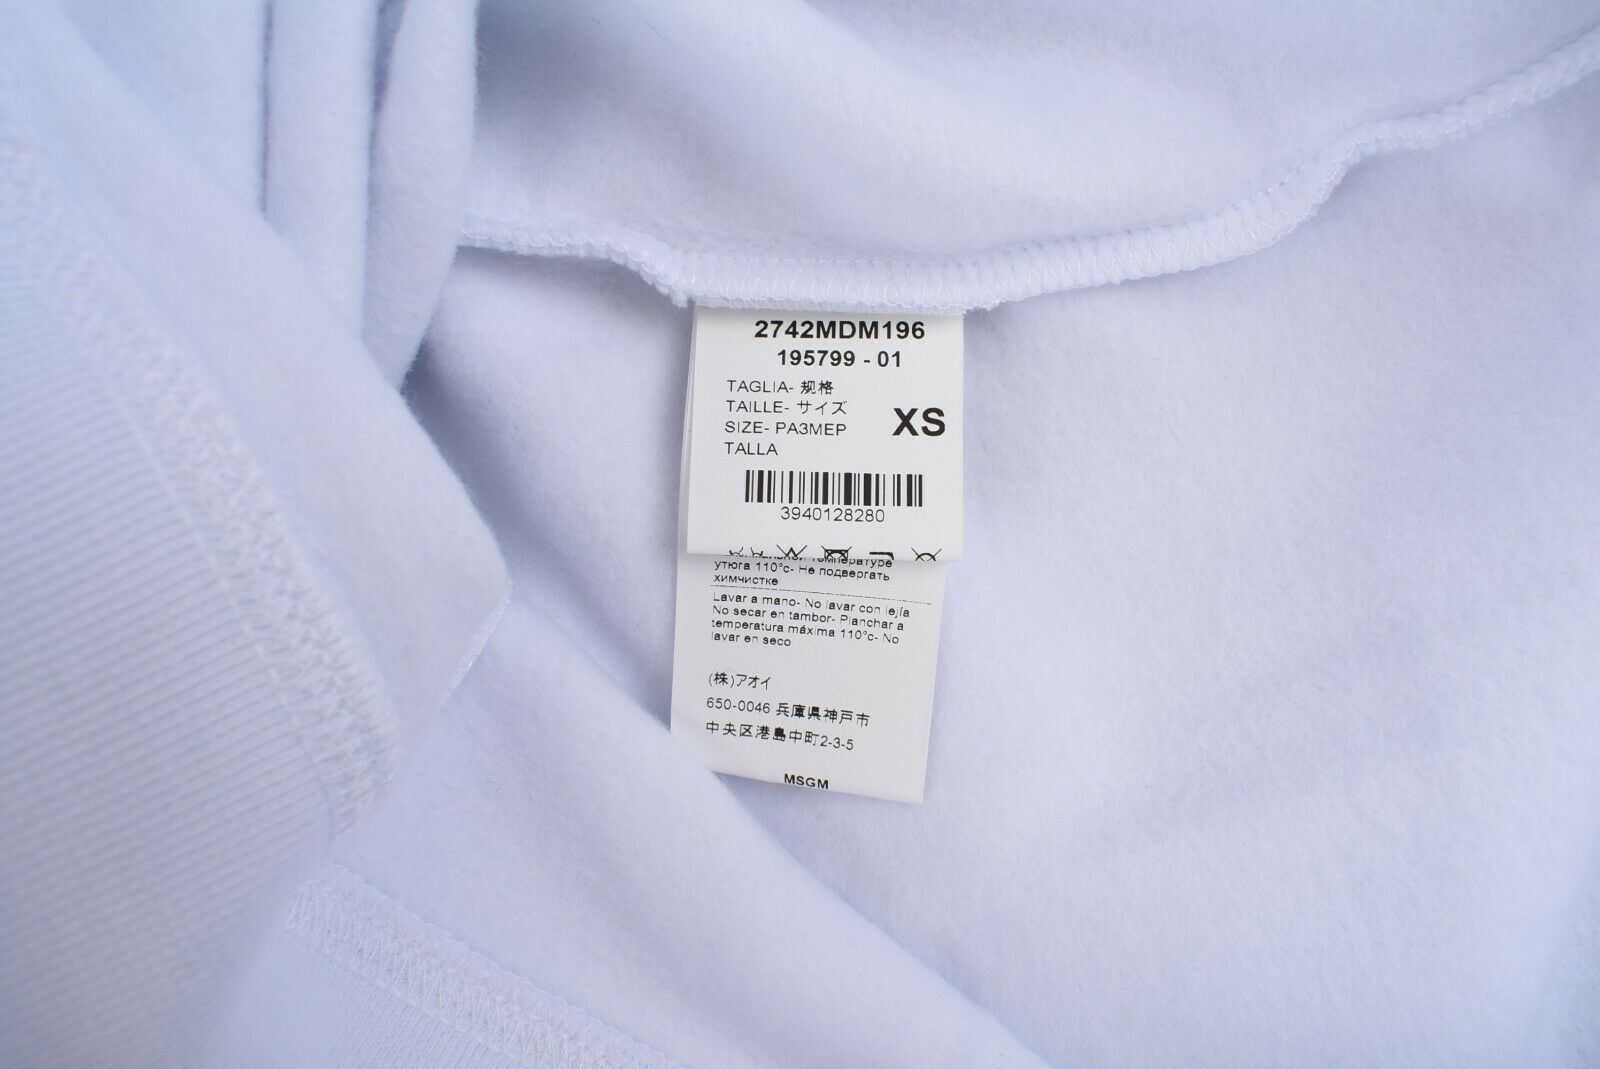 2742MDM196
195799 - 01
TAGLIA- 规格
TAILLE- サイズ
SIZE- РАЗМЕР
TALLA
XS
3940128280
температуре
утюга 110°c- Не подвергать
химчистке
Lavar a mano- No lavar con lejía
No secar en tambor- Planchar a
temperatura máxima 110°c- No
lavar en seco
(株)アオイ
650-0046 兵庫県神戸市
中央区港島中町2-3-5
MSGM